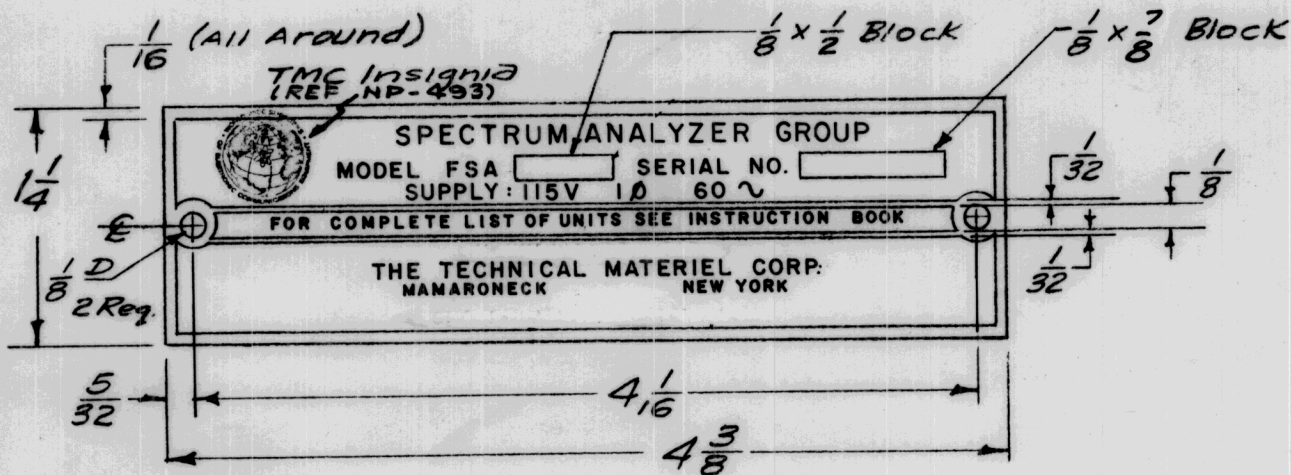 1/16 (All Around)
1/8 x 1/2 Block
1/8 x 7/8 Block
TMC Insignia
(REF NP-493)
SPECTRUM ANALYZER GROUP
MODEL FSA SERIAL NO.
SUPPLY: 115V 1Ø 60 ~
1 1/4
1/32
1/8
℄
FOR COMPLETE LIST OF UNITS SEE INSTRUCTION BOOK
1/8 D
2 Req.
1/32
THE TECHNICAL MATERIEL CORP.
MAMARONECK NEW YORK
5/32
4 1/16
4 3/8